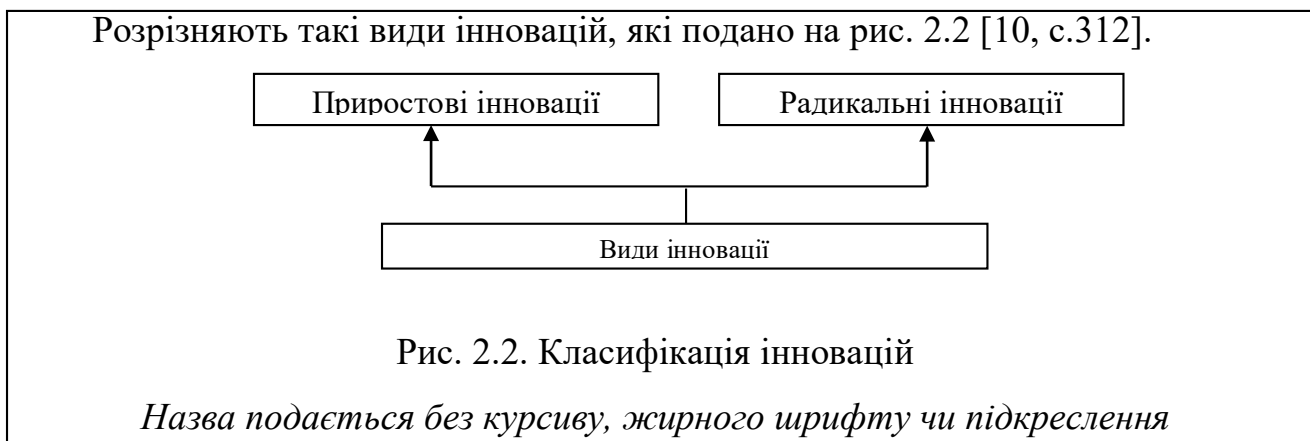 Розрізняють такі види інновацій, які подано на рис. 2.2 [10, с.312].
Приростові інновації Радикальні інновації
Види інновації
Рис. 2.2. Класифікація інновацій
Назва подається без курсиву, жирного шрифту чи підкреслення